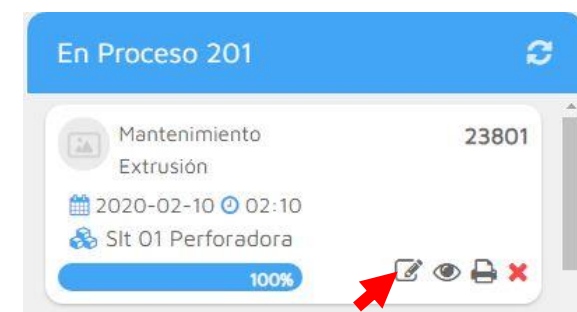 En Proceso 201
Mantenimiento 23801
Extrusión
2020-02-10 02:10
Slt 01 Perforadora
100%